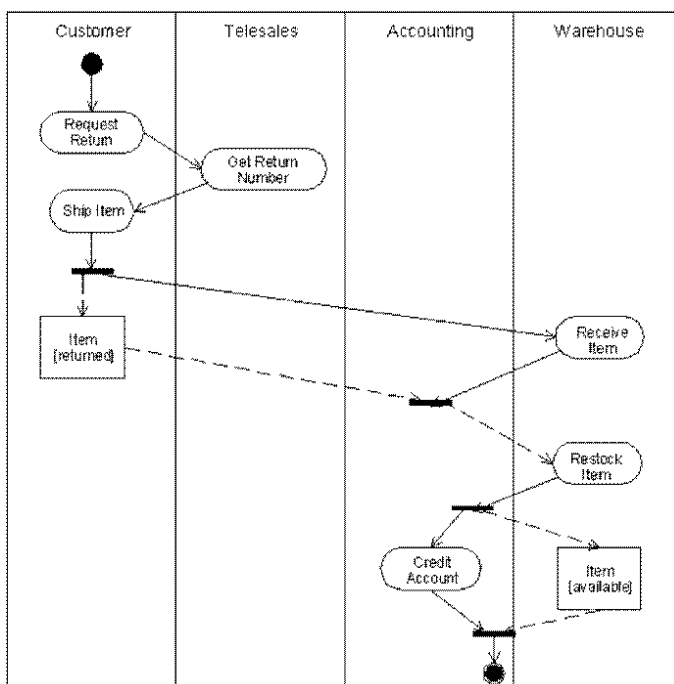 Customer
Telesales
Accounting
Warehouse
Request
Return
Get Return
Number
Ship Item
Item
[returned]
Receive
Item
Restock
Item
Credit
Account
Item
[available]